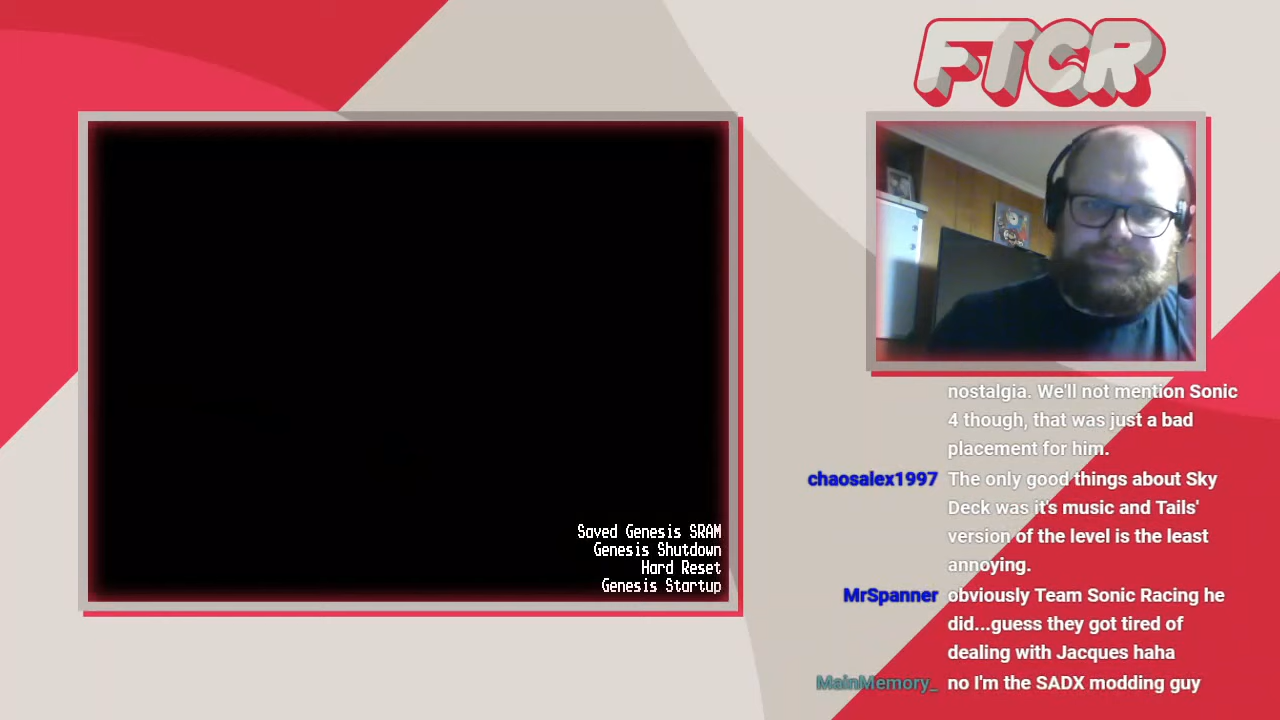 FTCR
Saved Genesis SRAM
Genesis Shutdown
Hard Reset
Genesis Startup
nostalgia. We'll not mention Sonic
4 though, that was just a bad
placement for him.
chaosalex1997 The only good things about Sky
Deck was it's music and Tails'
version of the level is the least
annoying.
MrSpanner obviously Team Sonic Racing he
did...guess they got tired of
dealing with Jacques haha
MainMemory_ no I'm the SADX modding guy